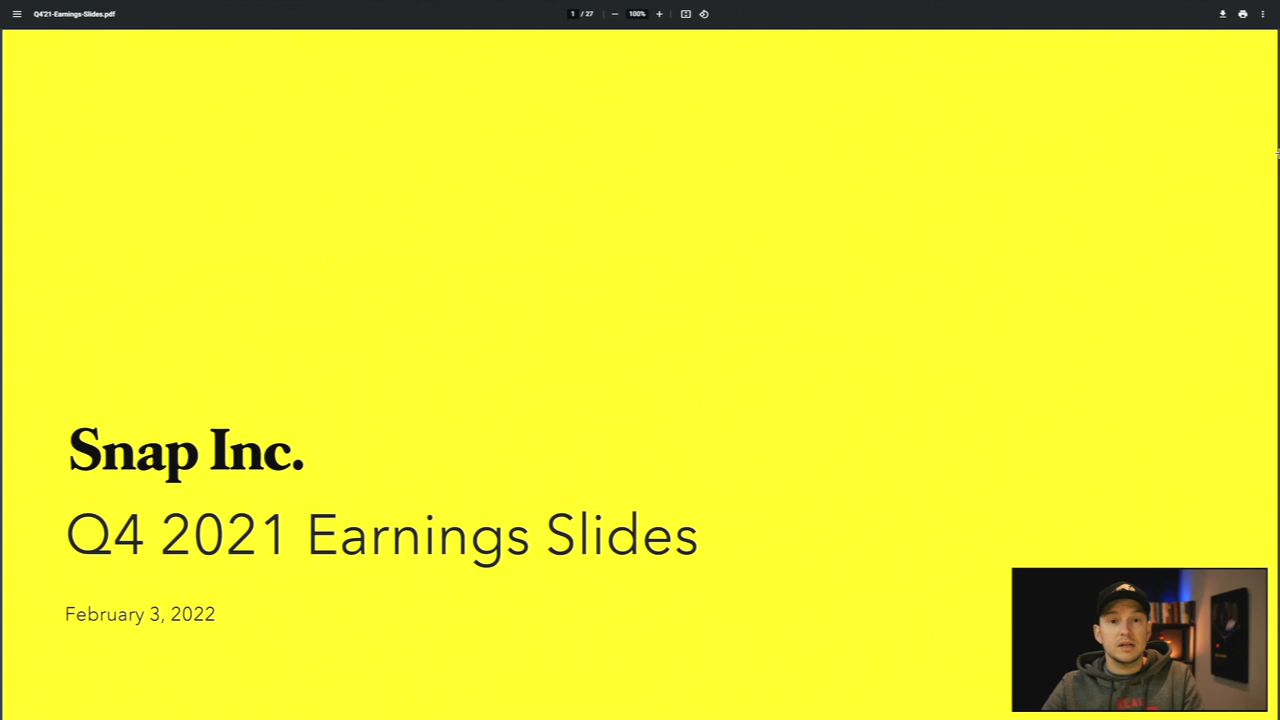 Q4'21-Earnings-Slides.pdf
1 / 27
100%
Snap Inc.
Q4 2021 Earnings Slides
February 3, 2022